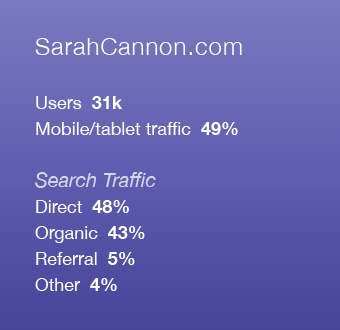 SarahCannon.com
Users 31k
Mobile/tablet traffic 49%
Search Traffic
Direct 48%
Organic 43%
Referral 5%
Other 4%